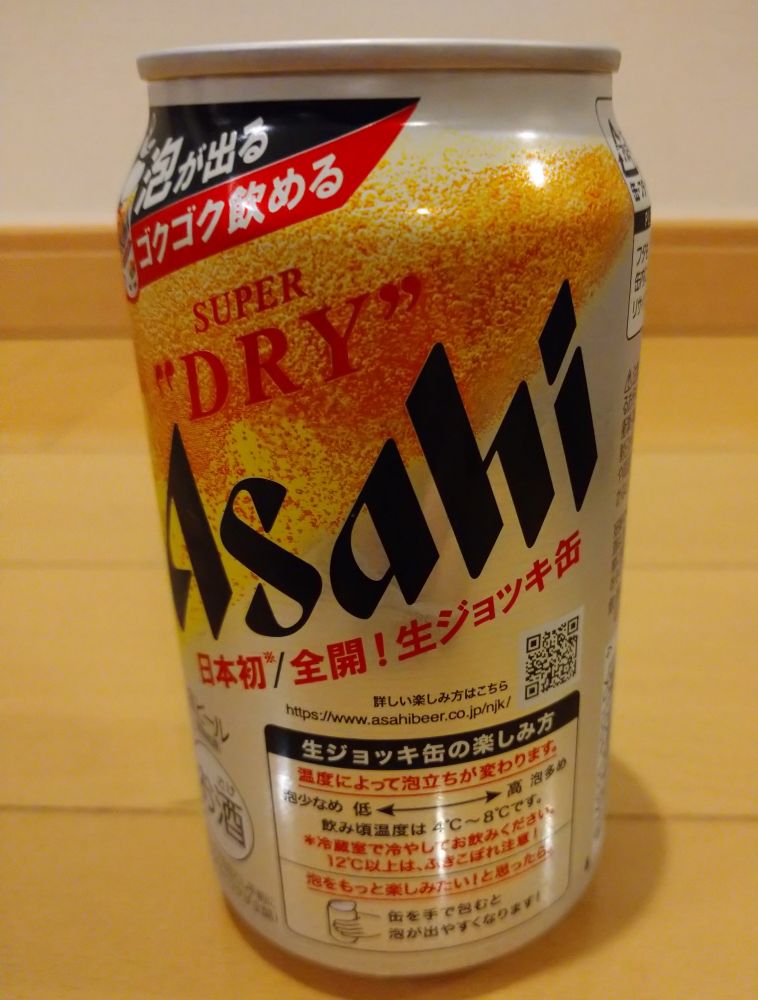 泡が出る
ゴクゴク飲める
SUPER
"DRY"
Asahi
日本初※/全開！生ジョッキ缶
詳しい楽しみ方はこちら
https://www.asahibeer.co.jp/njk/
生ジョッキ缶の楽しみ方
温度によって泡立ちが変わります。
泡少なめ 低 高 泡多め
飲み頃温度は4℃〜8℃です。
*冷蔵室で冷やしてお飲みください。
12℃以上は、ふきこぼれ注意！
泡をもっと楽しみたい！と思ったら。
缶を手で包むと
泡が出やすくなります！
ビール
お酒